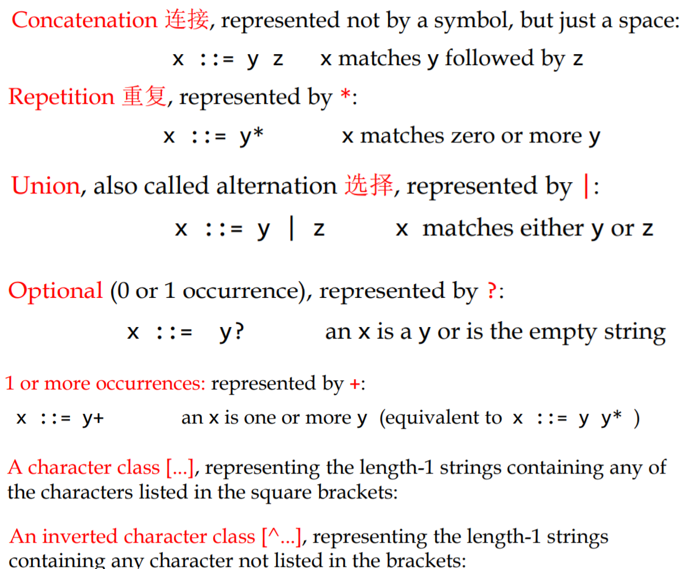 Concatenation 连接, represented not by a symbol, but just a space:
x ::= y z x matches y followed by z
Repetition 重复, represented by *:
x ::= y* x matches zero or more y
Union, also called alternation 选择, represented by |:
x ::= y | z x matches either y or z
Optional (0 or 1 occurrence), represented by ?:
x ::= y? an x is a y or is the empty string
1 or more occurrences: represented by +:
x ::= y+ an x is one or more y (equivalent to x ::= y y* )
A character class [...], representing the length-1 strings containing any of
the characters listed in the square brackets:
An inverted character class [^...], representing the length-1 strings
containing any character not listed in the brackets: